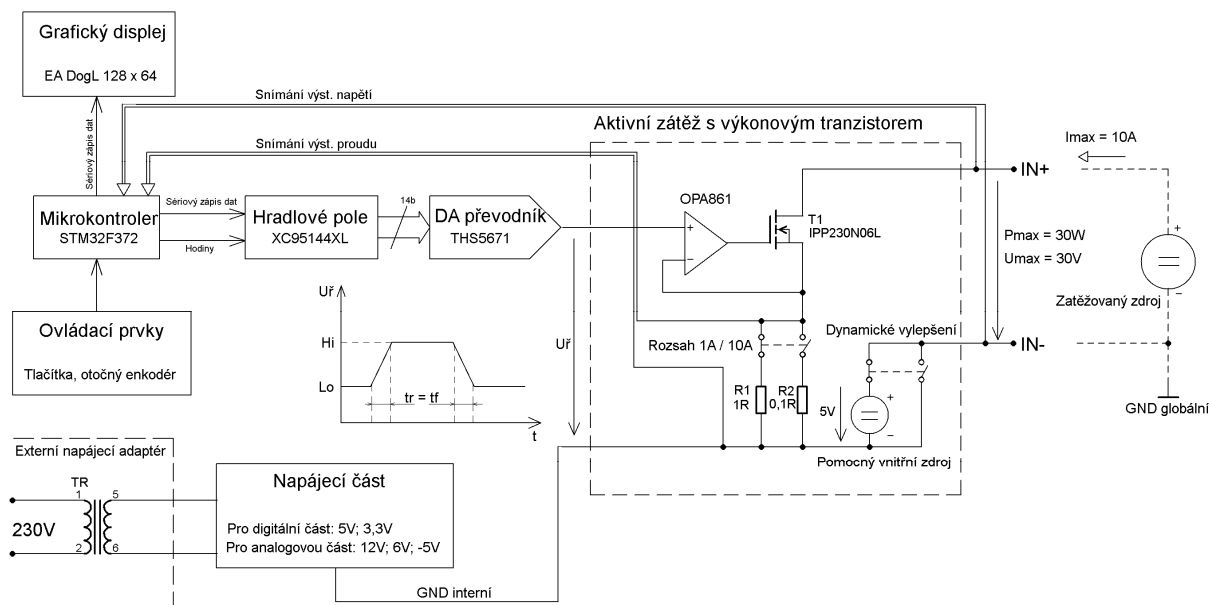 Grafický displej
EA DogL 128 x 64
Sériový zápis dat
Snímání výst. napětí
Snímání výst. proudu
Mikrokontroler
STM32F372
Sériový zápis dat
Hodiny
Hradlové pole
XC95144XL
14b
DA převodník
THS5671
Ovládací prvky
Tlačítka, otočný enkodér
Uř
Hi
Lo
tr = tf
t
Uř
Aktivní zátěž s výkonovým tranzistorem
OPA861
+
−
T1
IPP230N06L
Rozsah 1A / 10A
R1
1R
R2
0,1R
Dynamické vylepšení
5V
+
−
Pomocný vnitřní zdroj
IN+
IN-
Imax = 10A
Pmax = 30W
Umax = 30V
+
−
Zatěžovaný zdroj
GND globální
Externí napájecí adaptér
TR
1
5
230V
2
6
Napájecí část
Pro digitální část: 5V; 3,3V
Pro analogovou část: 12V; 6V; -5V
GND interní